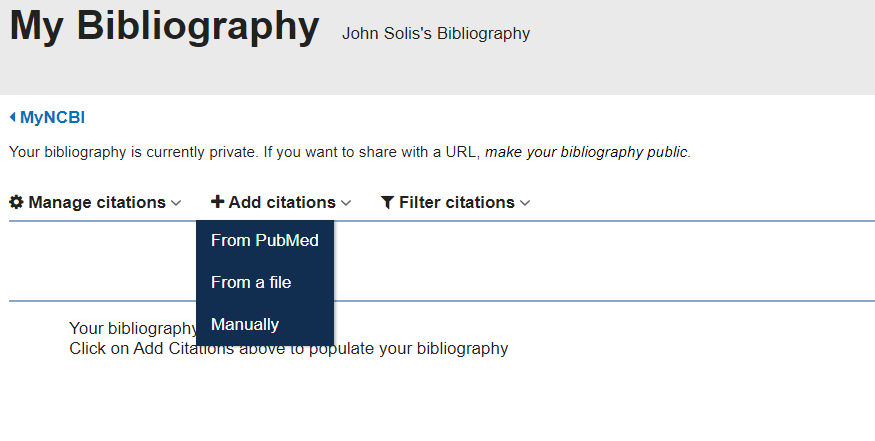 My Bibliography John Solis's Bibliography
MyNCBI
Your bibliography is currently private. If you want to share with a URL, make your bibliography public.
Manage citations Add citations Filter citations
From PubMed
From a file
Manually
Your bibliography
Click on Add Citations above to populate your bibliography